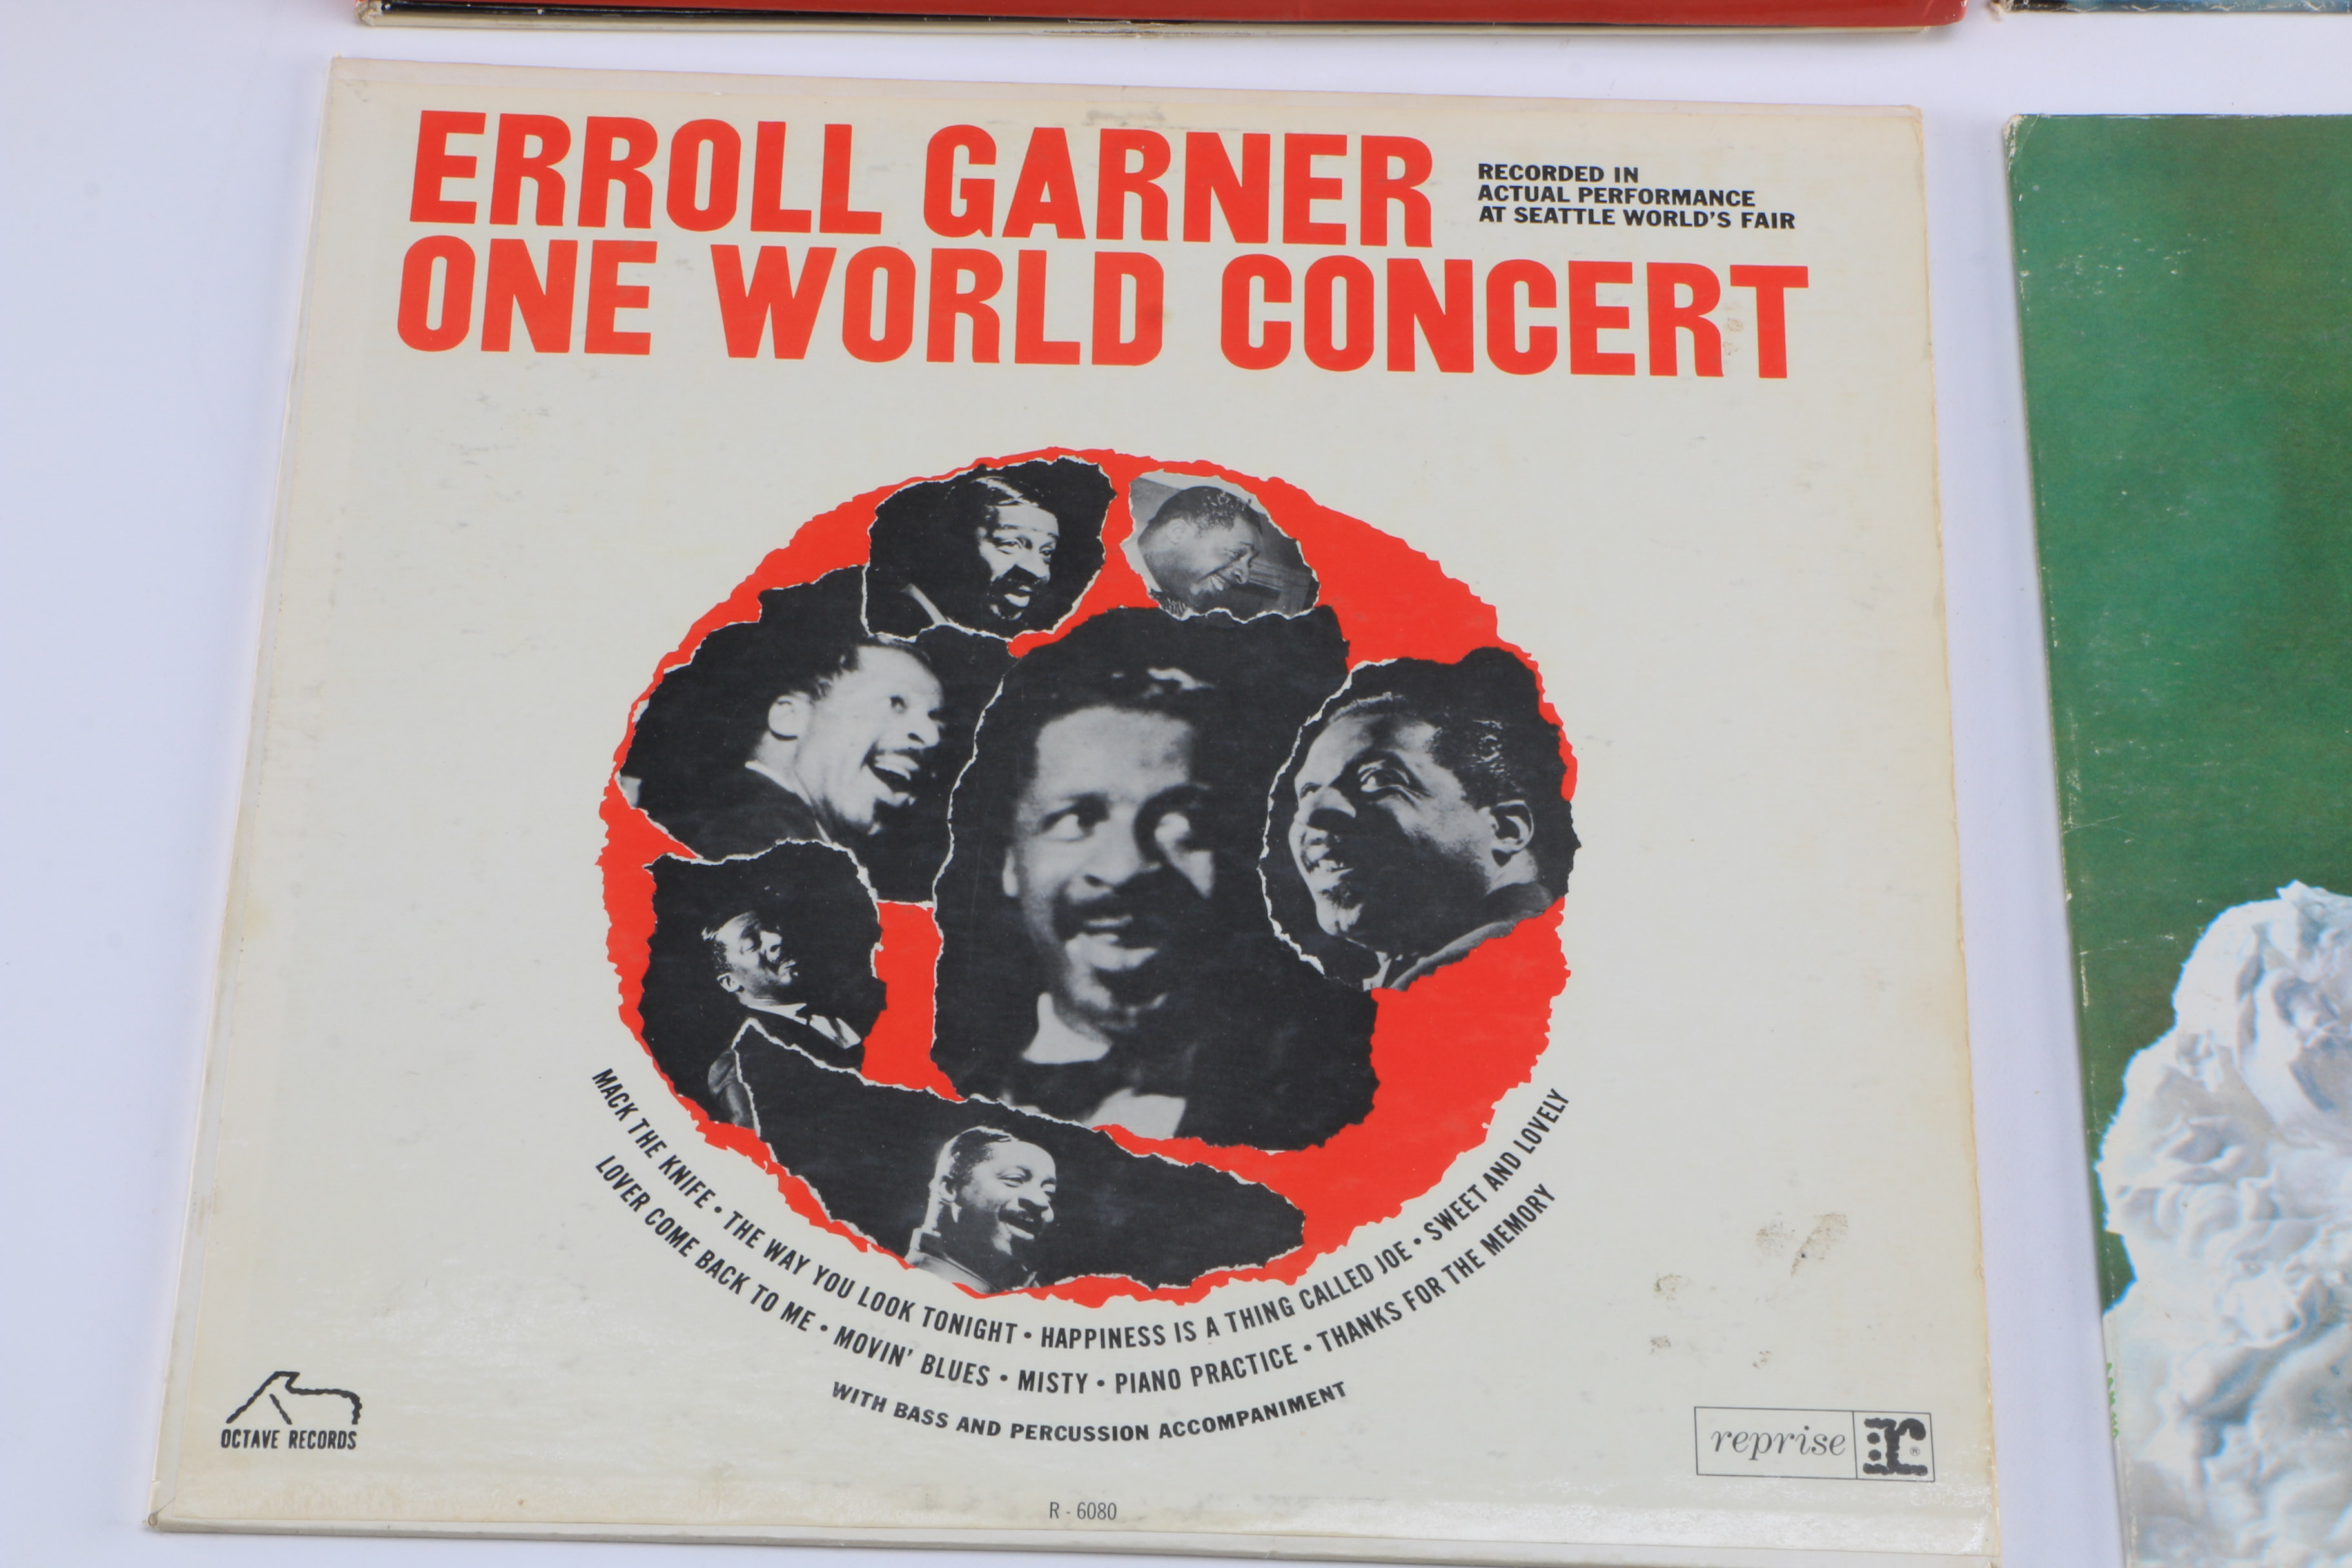 ERROLL GARNER
RECORDED IN
ACTUAL PERFORMANCE
AT SEATTLE WORLD'S FAIR
ONE WORLD CONCERT
MACK THE KNIFE • THE WAY YOU LOOK TONIGHT • HAPPINESS IS A THING CALLED JOE • SWEET AND LOVELY
LOVER COME BACK TO ME • MOVIN' BLUES • MISTY • PIANO PRACTICE • THANKS FOR THE MEMORY
WITH BASS AND PERCUSSION ACCOMPANIMENT
OCTAVE RECORDS
reprise r ®
R - 6080